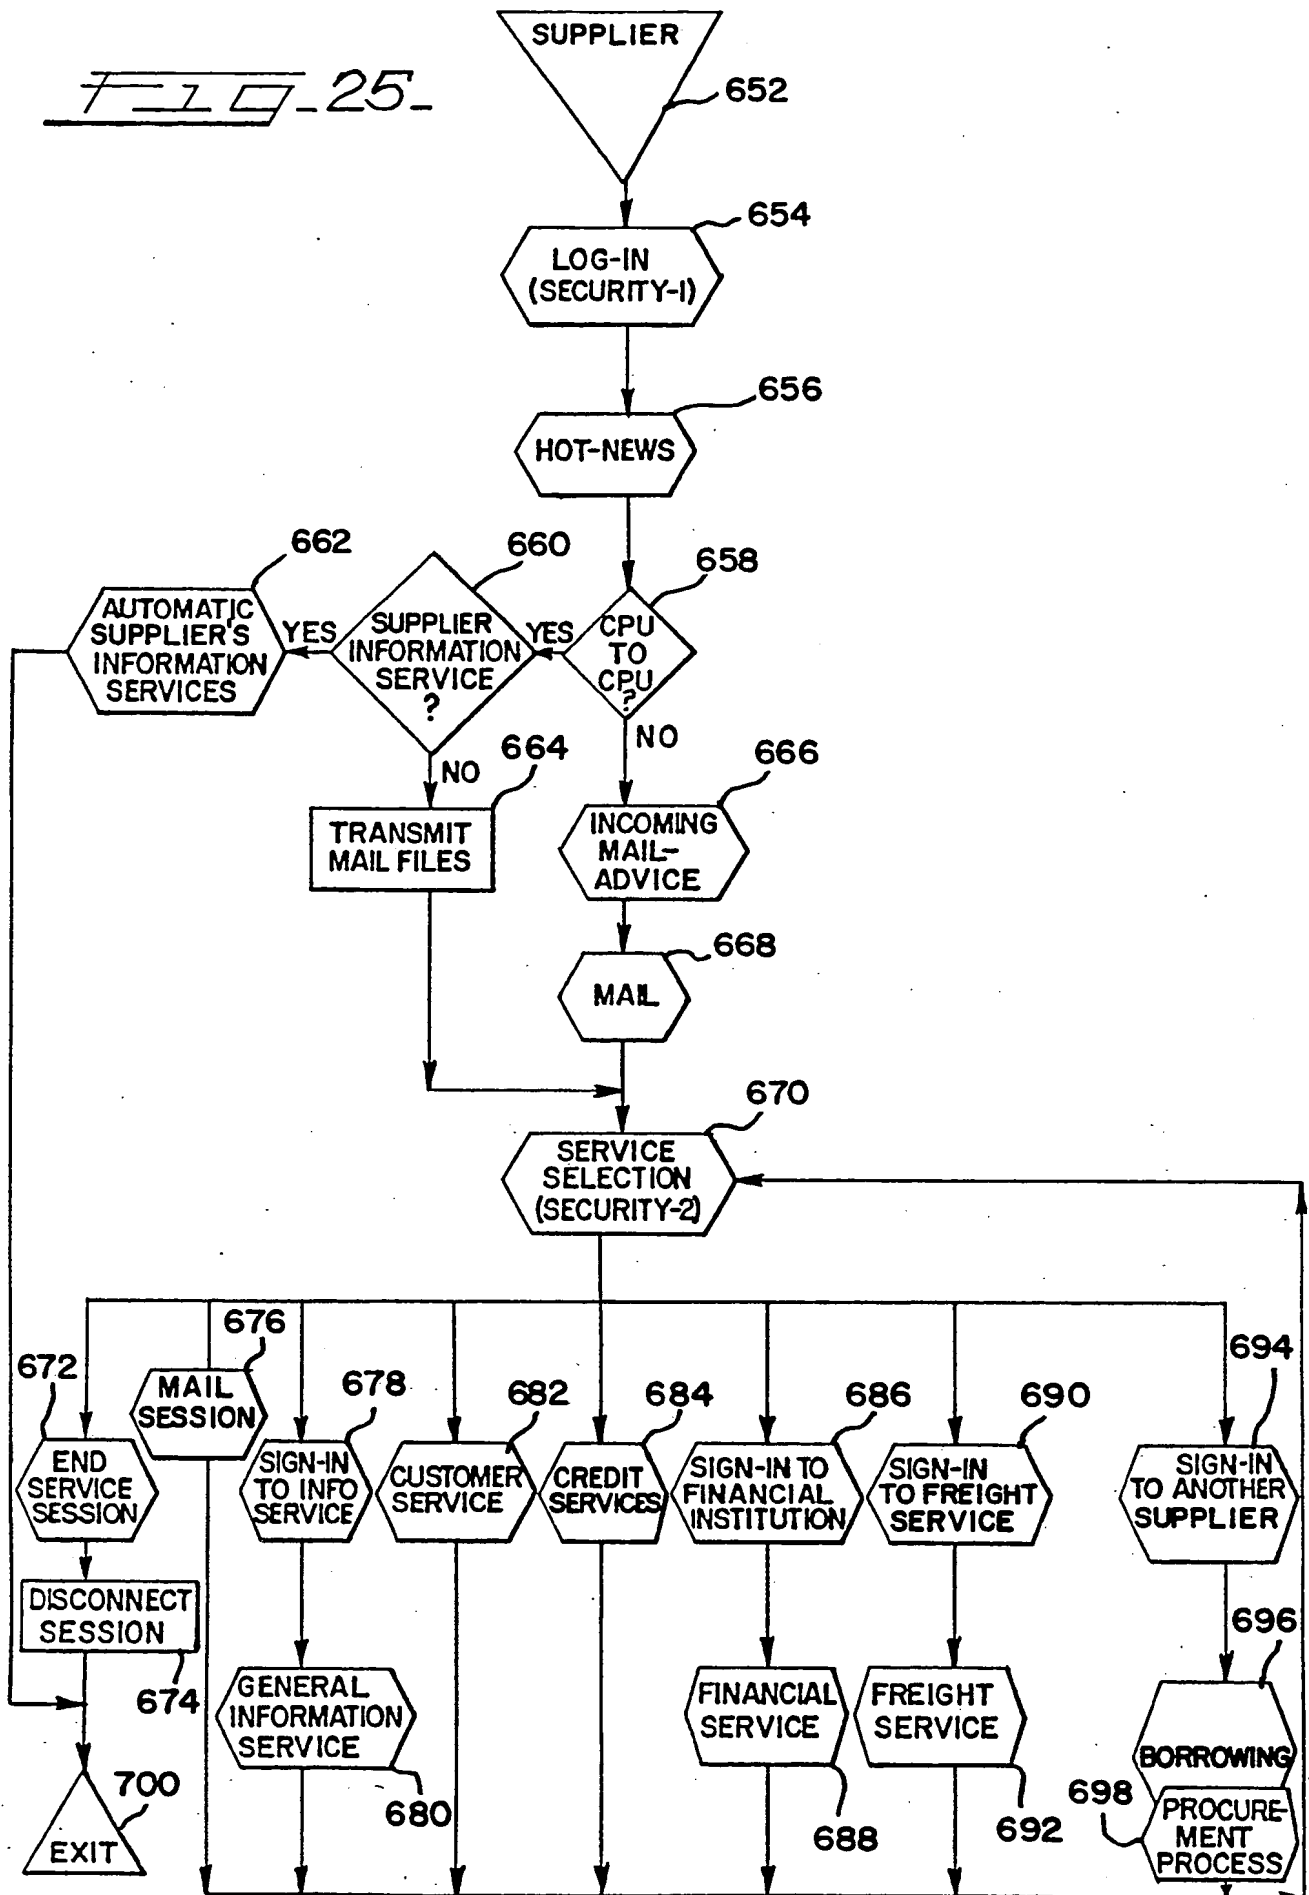 Fig. 25.
SUPPLIER
652
654
LOG-IN
(SECURITY-1)
656
HOT-NEWS
662
660
658
AUTOMATIC
SUPPLIER'S
INFORMATION
SERVICES
YES
SUPPLIER
INFORMATION
SERVICE
?
YES
CPU
TO
CPU
?
NO
NO
664
666
TRANSMIT
MAIL FILES
INCOMING
MAIL-
ADVICE
668
MAIL
670
SERVICE
SELECTION
(SECURITY-2)
672
676
678
682
684
686
690
694
END
SERVICE
SESSION
MAIL
SESSION
SIGN-IN
TO INFO
SERVICE
CUSTOMER
SERVICE
CREDIT
SERVICES
SIGN-IN TO
FINANCIAL
INSTITUTION
SIGN-IN
TO FREIGHT
SERVICE
SIGN-IN
TO ANOTHER
SUPPLIER
DISCONNECT
SESSION
674
696
GENERAL
INFORMATION
SERVICE
680
FINANCIAL
SERVICE
688
FREIGHT
SERVICE
692
BORROWING
698
PROCURE-
MENT
PROCESS
700
EXIT